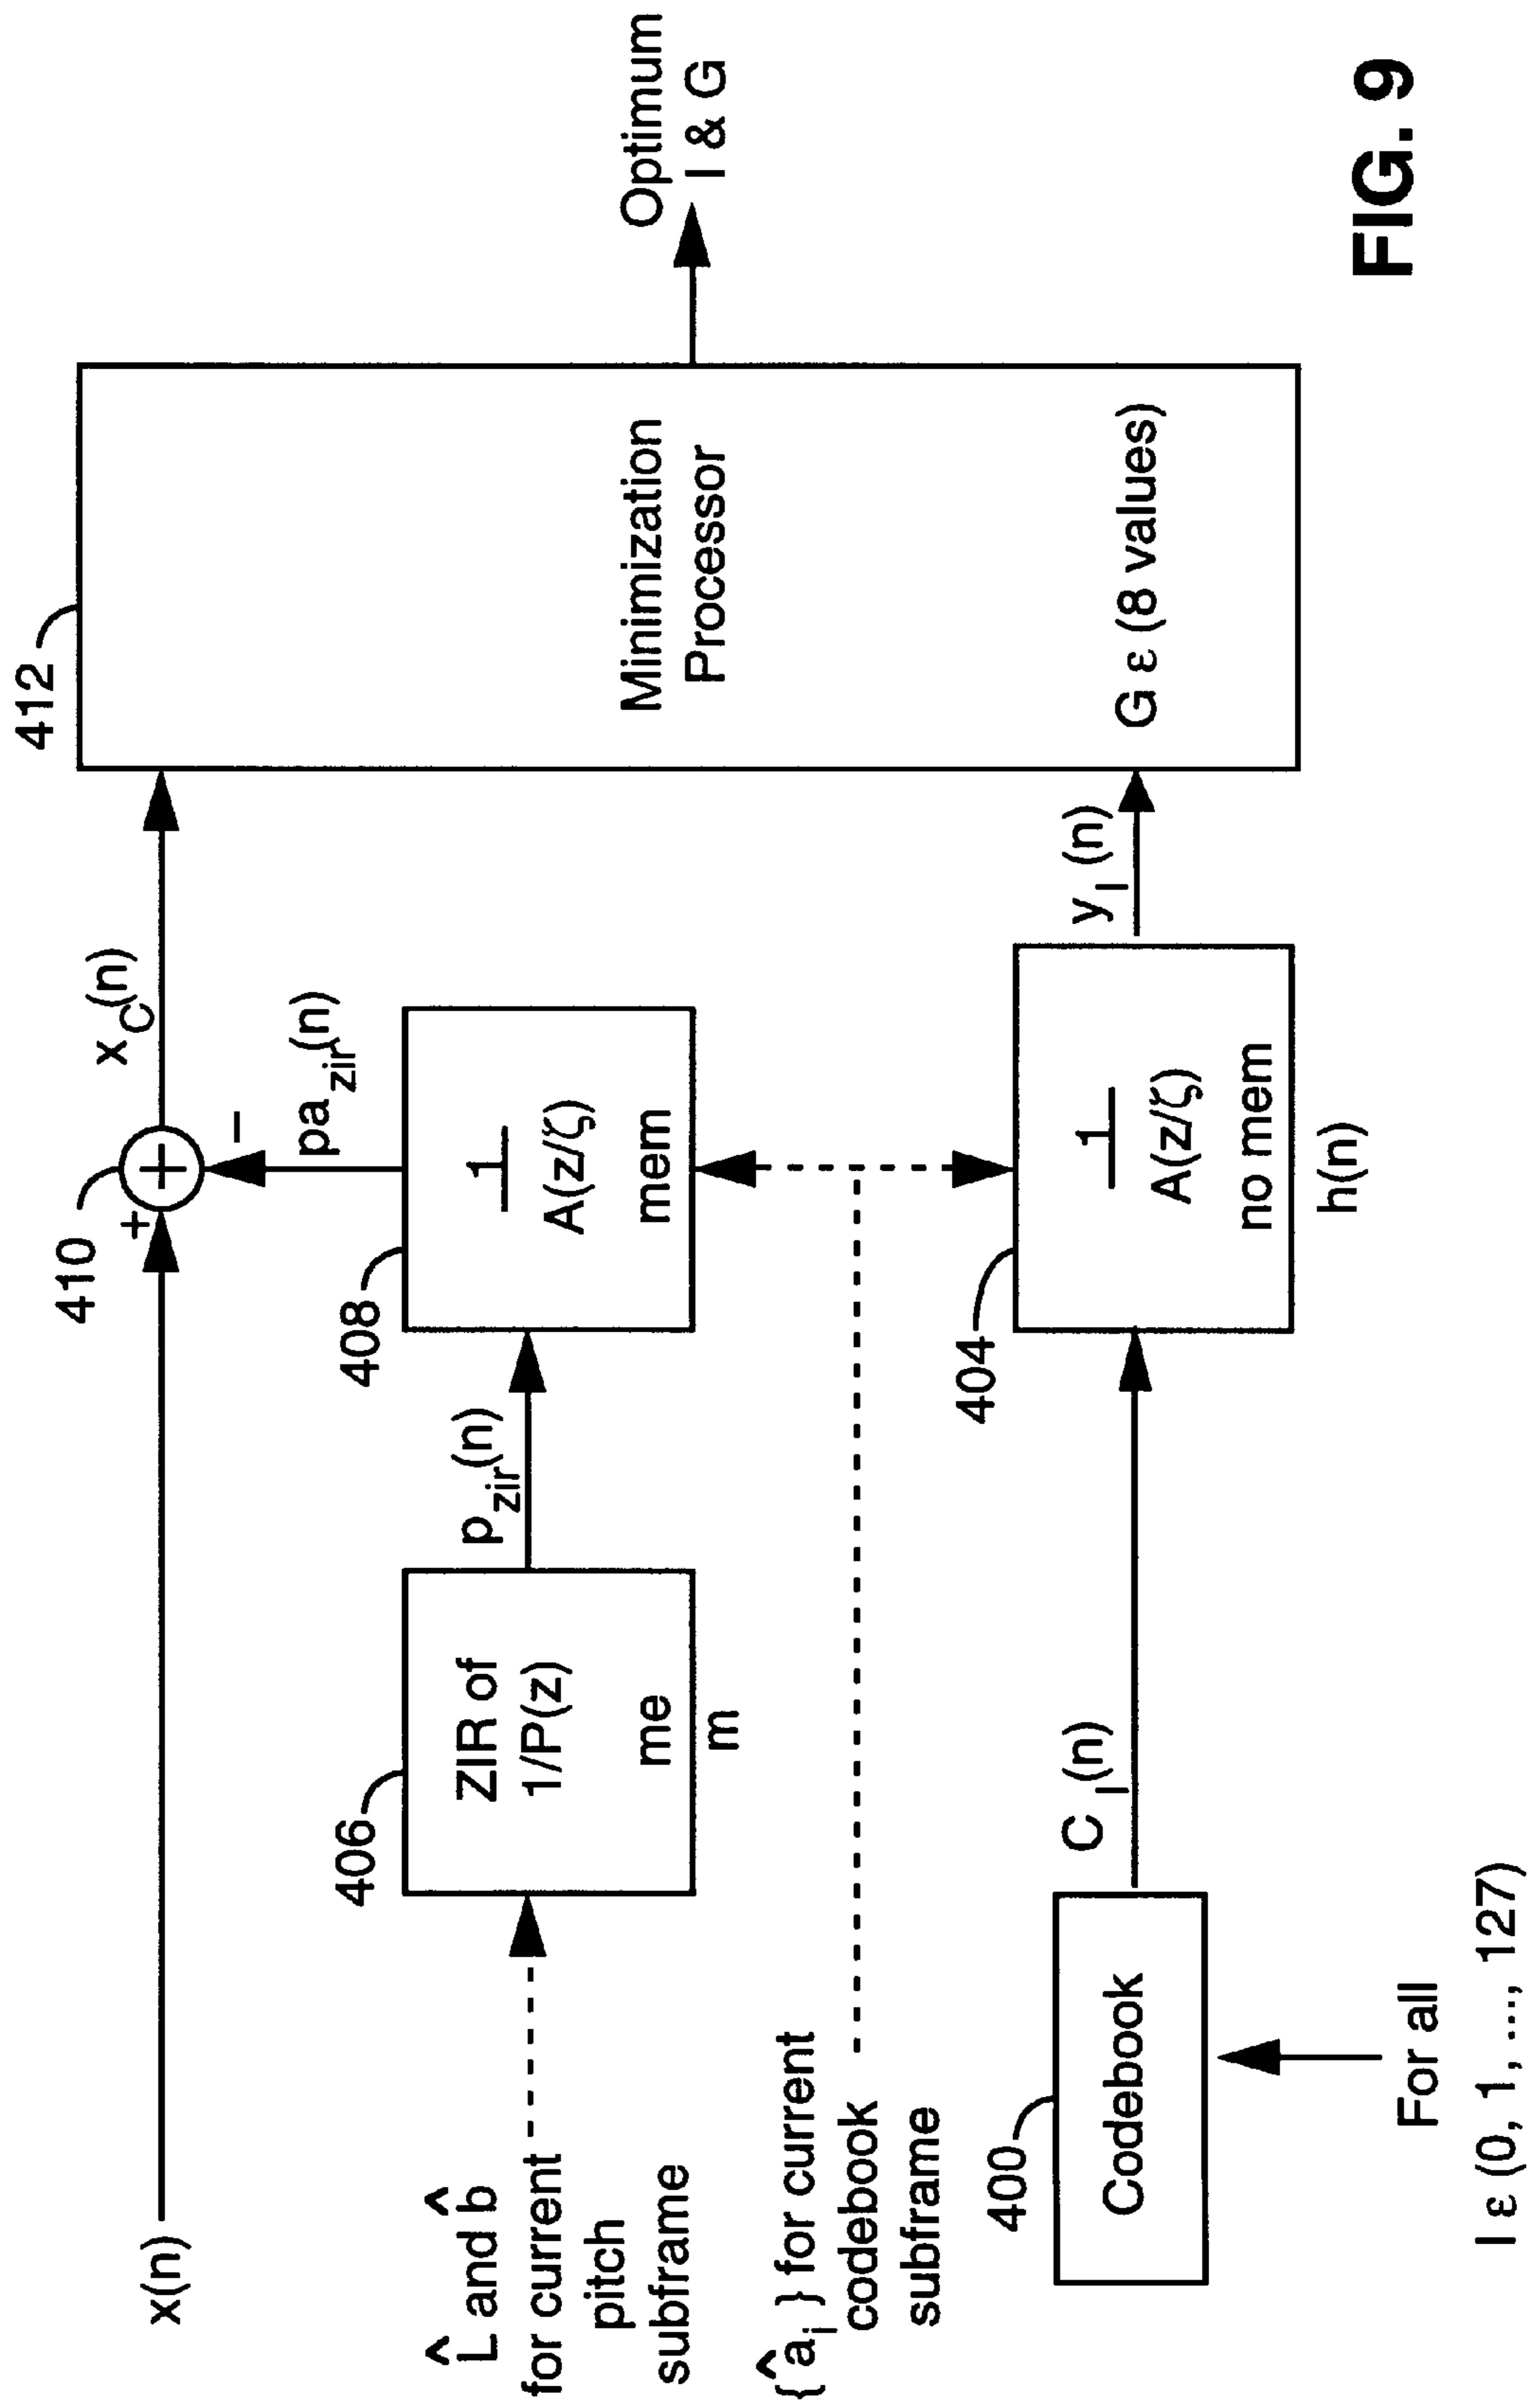 x(n)
410
+
−
x_C(n)
412
L̂ and b̂
for current
pitch
subframe
406
ZIR of
1/P(z)
me
m
p_zir(n)
408
1
A(z/ζ)
mem
pa_zir(n)
Minimization
Processor
G ε (8 values)
Optimum
I & G
{â_i } for current
codebook
subframe
400
Codebook
C_I(n)
404
1
A(z/ζ)
no mem
h(n)
y_I(n)
For all
I ε (0, 1, ..., 127)
FIG. 9